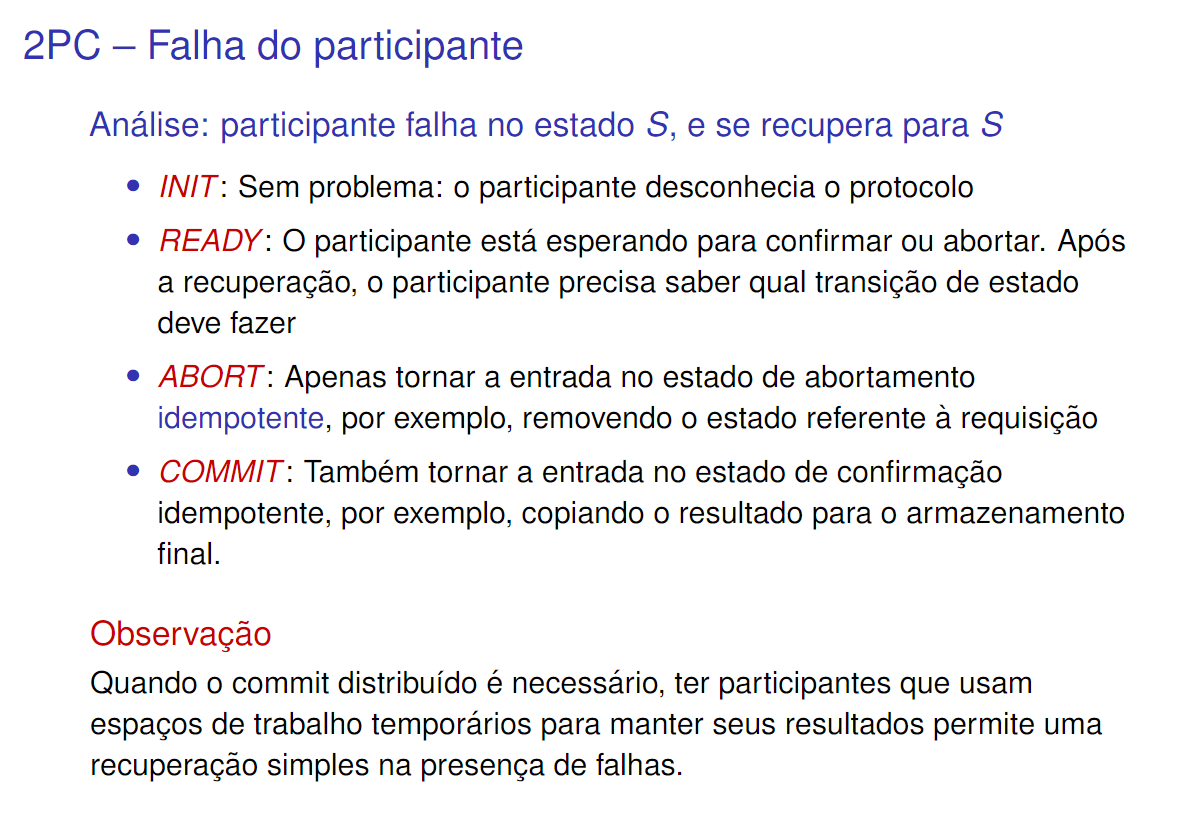 2PC – Falha do participante
Análise: participante falha no estado S, e se recupera para S
• INIT: Sem problema: o participante desconhecia o protocolo
• READY: O participante está esperando para confirmar ou abortar. Após
a recuperação, o participante precisa saber qual transição de estado
deve fazer
• ABORT: Apenas tornar a entrada no estado de abortamento
idempotente, por exemplo, removendo o estado referente à requisição
• COMMIT: Também tornar a entrada no estado de confirmação
idempotente, por exemplo, copiando o resultado para o armazenamento
final.
Observação
Quando o commit distribuído é necessário, ter participantes que usam
espaços de trabalho temporários para manter seus resultados permite uma
recuperação simples na presença de falhas.